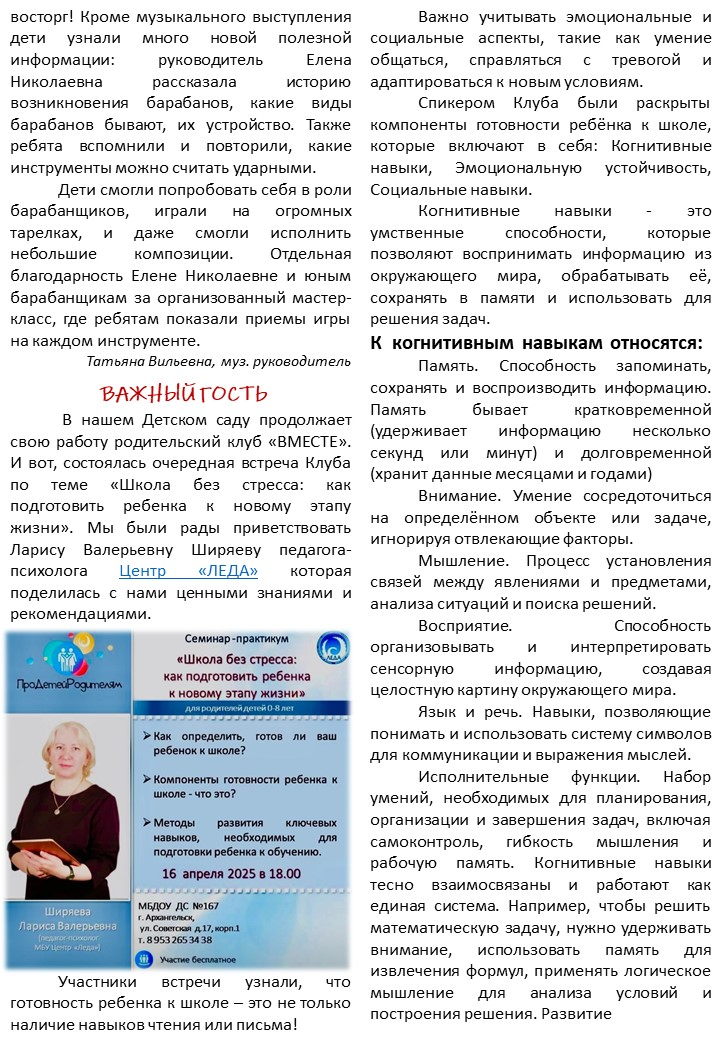 восторг! Кроме музыкального выступления
дети узнали много новой полезной
информации: руководитель Елена
Николаевна рассказала историю
возникновения барабанов, какие виды
барабанов бывают, их устройство. Также
ребята вспомнили и повторили, какие
инструменты можно считать ударными.
Дети смогли попробовать себя в роли
барабанщиков, играли на огромных
тарелках, и даже смогли исполнить
небольшие композиции. Отдельная
благодарность Елене Николаевне и юным
барабанщикам за организованный мастер-
класс, где ребятам показали приемы игры
на каждом инструменте.
Татьяна Вильевна, муз. руководитель
ВАЖНЫЙ ГОСТЬ
В нашем Детском саду продолжает
свою работу родительский клуб «ВМЕСТЕ».
И вот, состоялась очередная встреча Клуба
по теме «Школа без стресса: как
подготовить ребенка к новому этапу
жизни». Мы были рады приветствовать
Ларису Валерьевну Ширяеву педагога-
психолога Центр «ЛЕДА» которая
поделилась с нами ценными знаниями и
рекомендациями.
ПроДетейРодителям
Семинар-практикум
ЛЕДА
«Школа без стресса:
как подготовить ребенка
к новому этапу жизни»
для родителей детей 0-8 лет
Как определить, готов ли ваш
ребенок к школе?
Компоненты готовности ребенка к
школе - что это?
Методы развития ключевых
навыков, необходимых для
подготовки ребенка к обучению.
16 апреля 2025 в 18.00
Ширяева
Лариса Валерьевна
(педагог-психолог
МБУ Центр «Леда»)
МБДОУ ДС №167
г. Архангельск,
ул. Советская д.17, корп.1
т. 8 953 265 34 38
Участие бесплатное
Участники встречи узнали, что
готовность ребенка к школе – это не только
наличие навыков чтения или письма!
Важно учитывать эмоциональные и
социальные аспекты, такие как умение
общаться, справляться с тревогой и
адаптироваться к новым условиям.
Спикером Клуба были раскрыты
компоненты готовности ребёнка к школе,
которые включают в себя: Когнитивные
навыки, Эмоциональную устойчивость,
Социальные навыки.
Когнитивные навыки - это
умственные способности, которые
позволяют воспринимать информацию из
окружающего мира, обрабатывать её,
сохранять в памяти и использовать для
решения задач.
К когнитивным навыкам относятся:
Память. Способность запоминать,
сохранять и воспроизводить информацию.
Память бывает кратковременной
(удерживает информацию несколько
секунд или минут) и долговременной
(хранит данные месяцами и годами)
Внимание. Умение сосредоточиться
на определённом объекте или задаче,
игнорируя отвлекающие факторы.
Мышление. Процесс установления
связей между явлениями и предметами,
анализа ситуаций и поиска решений.
Восприятие. Способность
организовывать и интерпретировать
сенсорную информацию, создавая
целостную картину окружающего мира.
Язык и речь. Навыки, позволяющие
понимать и использовать систему символов
для коммуникации и выражения мыслей.
Исполнительные функции. Набор
умений, необходимых для планирования,
организации и завершения задач, включая
самоконтроль, гибкость мышления и
рабочую память. Когнитивные навыки
тесно взаимосвязаны и работают как
единая система. Например, чтобы решить
математическую задачу, нужно удерживать
внимание, использовать память для
извлечения формул, применять логическое
мышление для анализа условий и
построения решения. Развитие